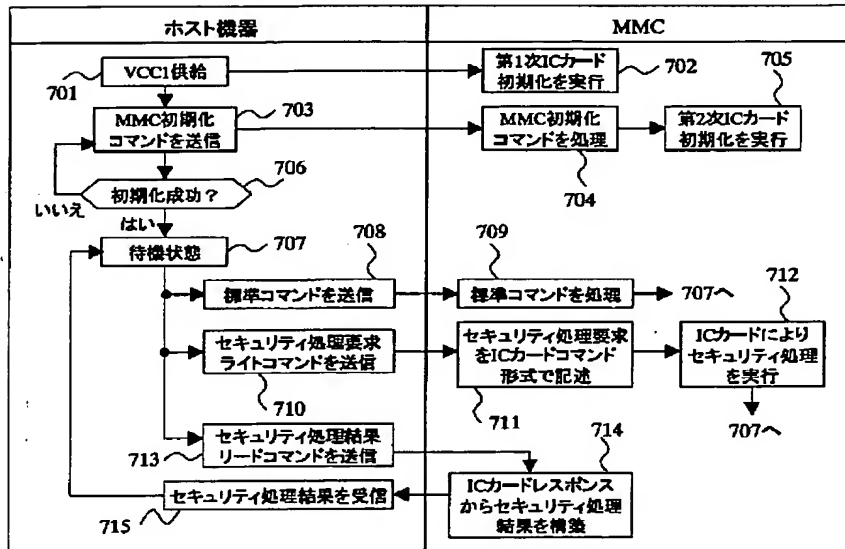 ホスト機器
MMC
VCC1供給
701
第1次ICカード
初期化を実行
702
705
MMC初期化
コマンドを送信
703
MMC初期化
コマンドを処理
704
第2次ICカード
初期化を実行
初期化成功？
706
いいえ
はい
待機状態
707
708
標準コマンドを送信
709
標準コマンドを処理
707へ
712
セキュリティ処理要求
ライトコマンドを送信
710
セキュリティ処理要求
をICカードコマンド
形式で記述
711
ICカードにより
セキュリティ処理
を実行
707へ
セキュリティ処理結果
リードコマンドを送信
713
714
ICカードレスポンス
からセキュリティ処理
結果を構築
セキュリティ処理結果を受信
715